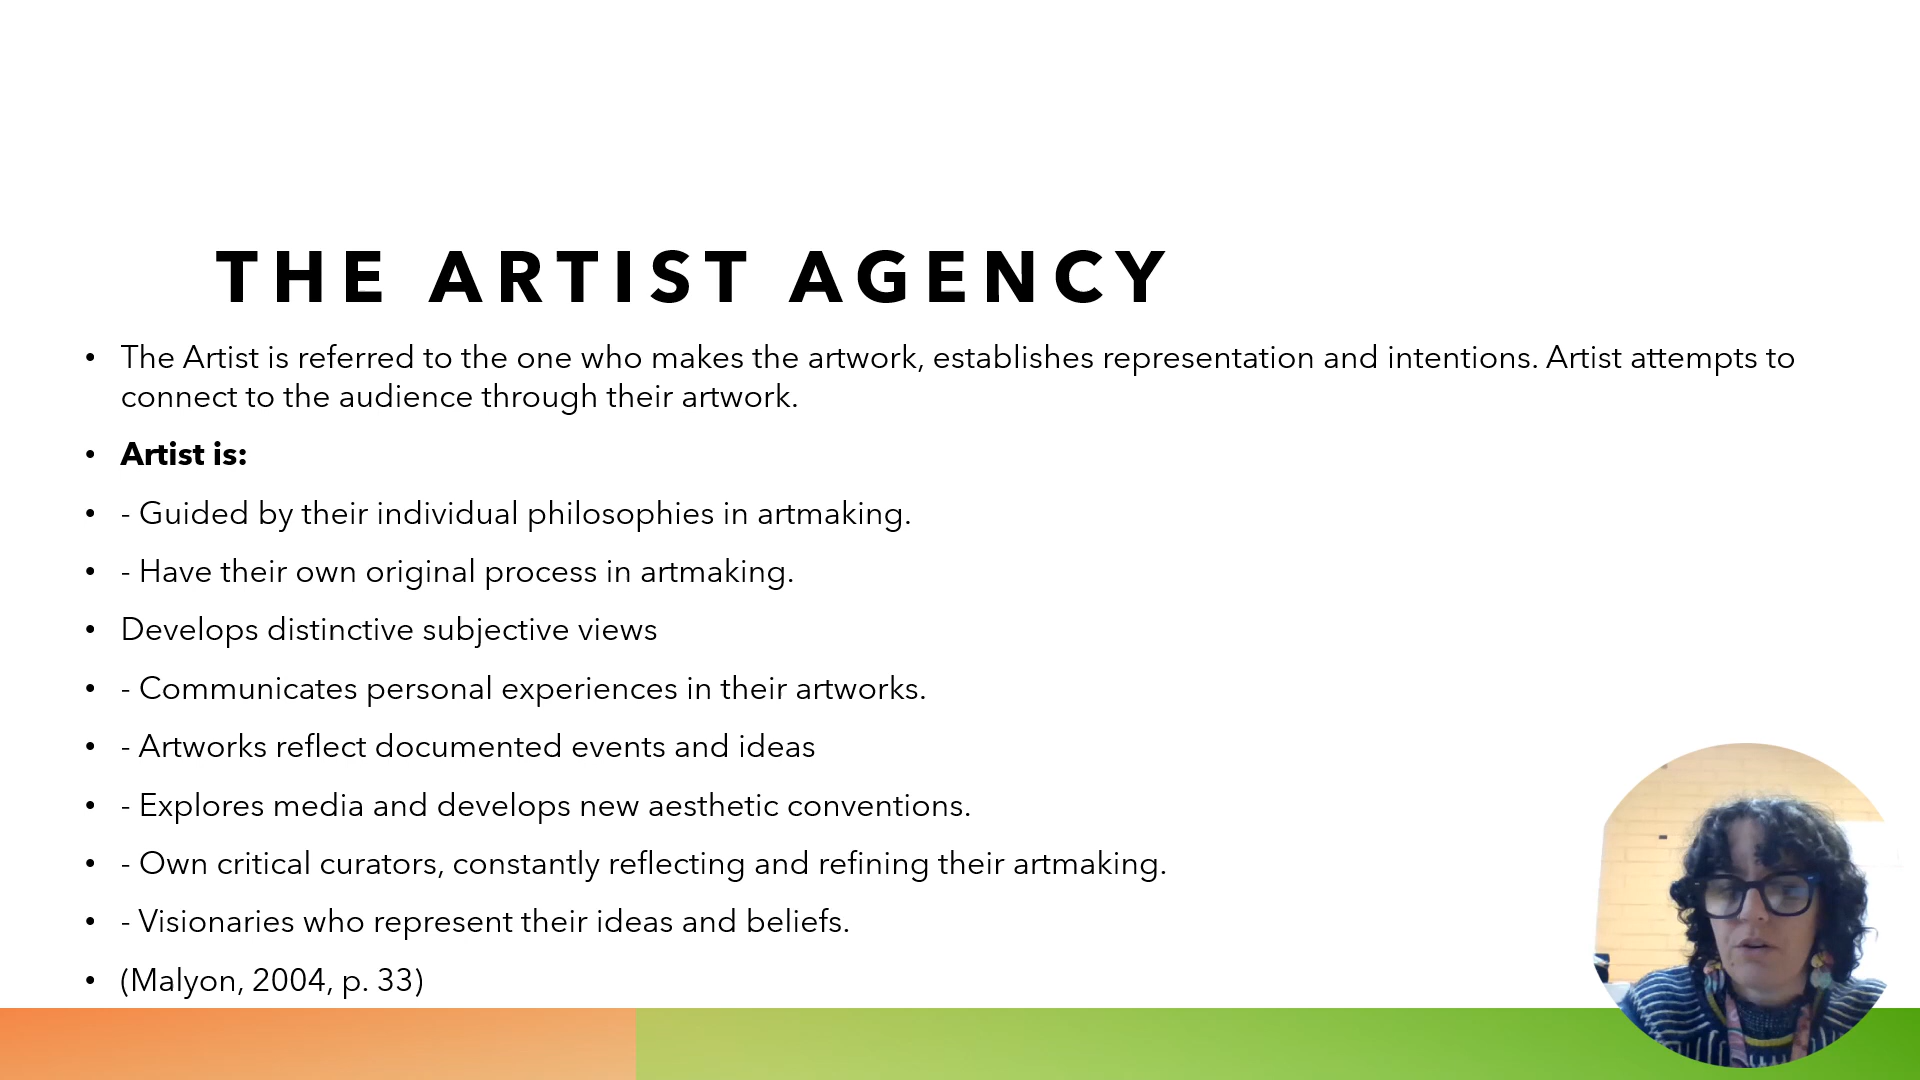 THE ARTIST AGENCY
• The Artist is referred to the one who makes the artwork, establishes representation and intentions. Artist attempts to
connect to the audience through their artwork.
• Artist is:
• - Guided by their individual philosophies in artmaking.
• - Have their own original process in artmaking.
• Develops distinctive subjective views
• - Communicates personal experiences in their artworks.
• - Artworks reflect documented events and ideas
• - Explores media and develops new aesthetic conventions.
• - Own critical curators, constantly reflecting and refining their artmaking.
• - Visionaries who represent their ideas and beliefs.
• (Malyon, 2004, p. 33)